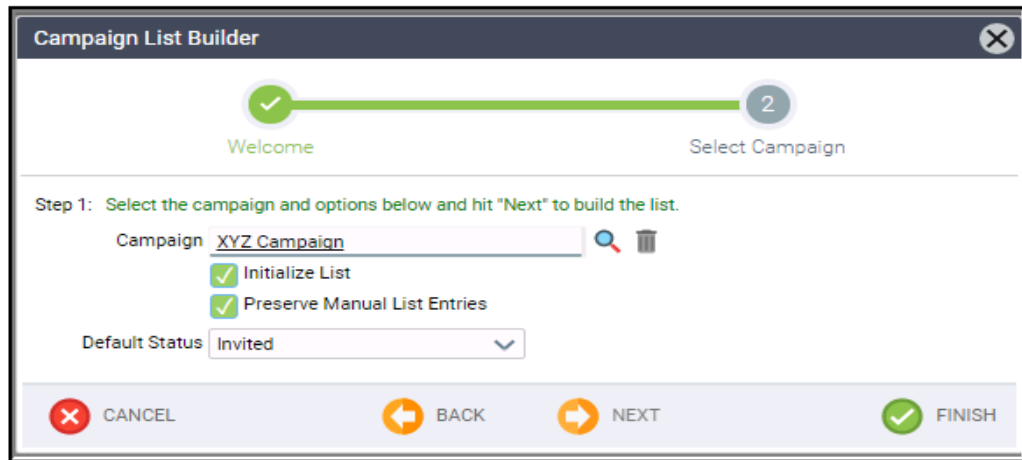 Campaign List Builder
2
Welcome
Select Campaign
Step 1: Select the campaign and options below and hit "Next" to build the list.
Campaign XYZ Campaign
Initialize List
Preserve Manual List Entries
Default Status Invited
CANCEL BACK NEXT FINISH